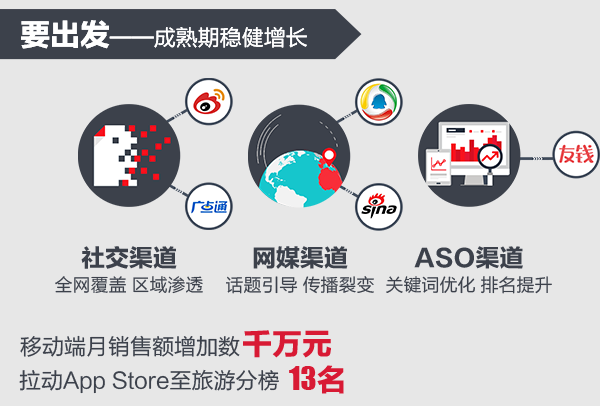 要出发——成熟期稳健增长
广点通
sina
友钱
社交渠道
网媒渠道
ASO渠道
全网覆盖 区域渗透
话题引导 传播裂变
关键词优化 排名提升
移动端月销售额增加数千万元
拉动App Store至旅游分榜 13名